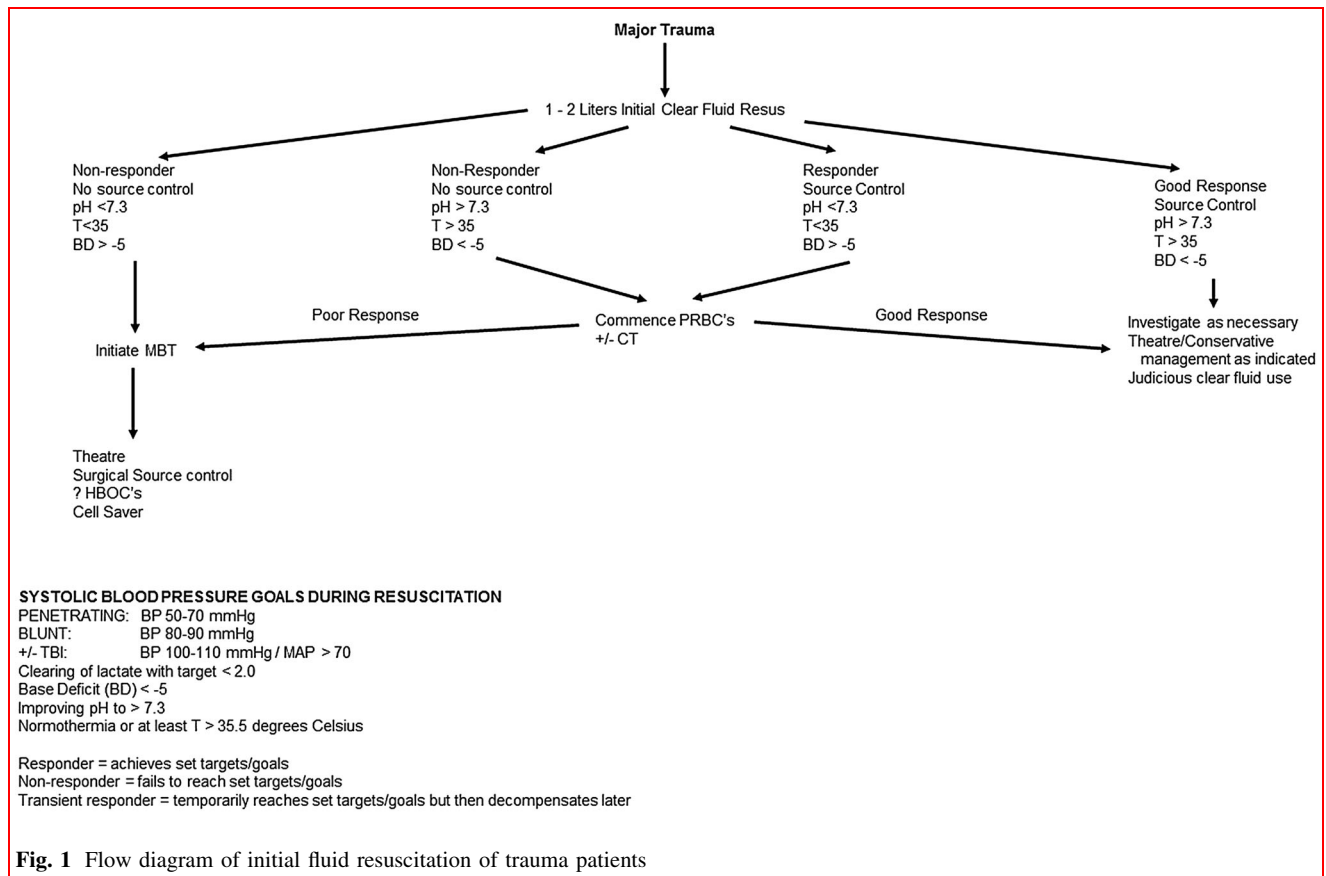 Major Trauma
1 - 2 Liters Initial Clear Fluid Resus
Non-responder
No source control
pH <7.3
T<35
BD > -5
Non-Responder
No source control
pH > 7.3
T > 35
BD < -5
Responder
Source Control
pH <7.3
T<35
BD > -5
Good Response
Source Control
pH > 7.3
T > 35
BD < -5
Poor Response
Commence PRBC's
+/- CT
Good Response
Initiate MBT
Investigate as necessary
Theatre/Conservative
management as indicated
Judicious clear fluid use
Theatre
Surgical Source control
? HBOC's
Cell Saver
SYSTOLIC BLOOD PRESSURE GOALS DURING RESUSCITATION
PENETRATING: BP 50-70 mmHg
BLUNT: BP 80-90 mmHg
+/- TBI: BP 100-110 mmHg / MAP > 70
Clearing of lactate with target < 2.0
Base Deficit (BD) < -5
Improving pH to > 7.3
Normothermia or at least T > 35.5 degrees Celsius
Responder = achieves set targets/goals
Non-responder = fails to reach set targets/goals
Transient responder = temporarily reaches set targets/goals but then decompensates later
Fig. 1 Flow diagram of initial fluid resuscitation of trauma patients